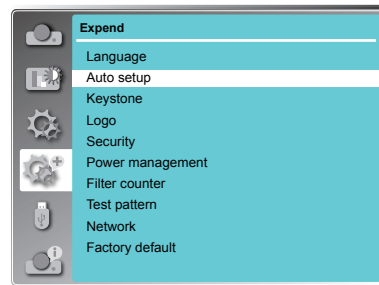 Expend
Language
Auto setup
Keystone
Logo
Security
Power management
Filter counter
Test pattern
Network
Factory default